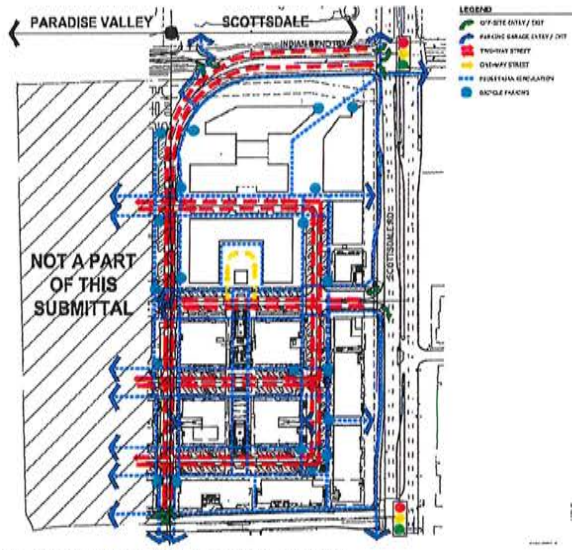 PARADISE VALLEY
SCOTTSDALE
LEGEND
OFF-SITE ENTRY / EXIT
PARKING GARAGE ENTRY / EXIT
TWO-WAY STREET
ONE-WAY STREET
PEDESTRIAN CIRCULATION
BICYCLE PARKING
INDIAN BEND RD
SCOTTSDALE RD.
NOT A PART
OF THIS
SUBMITTAL